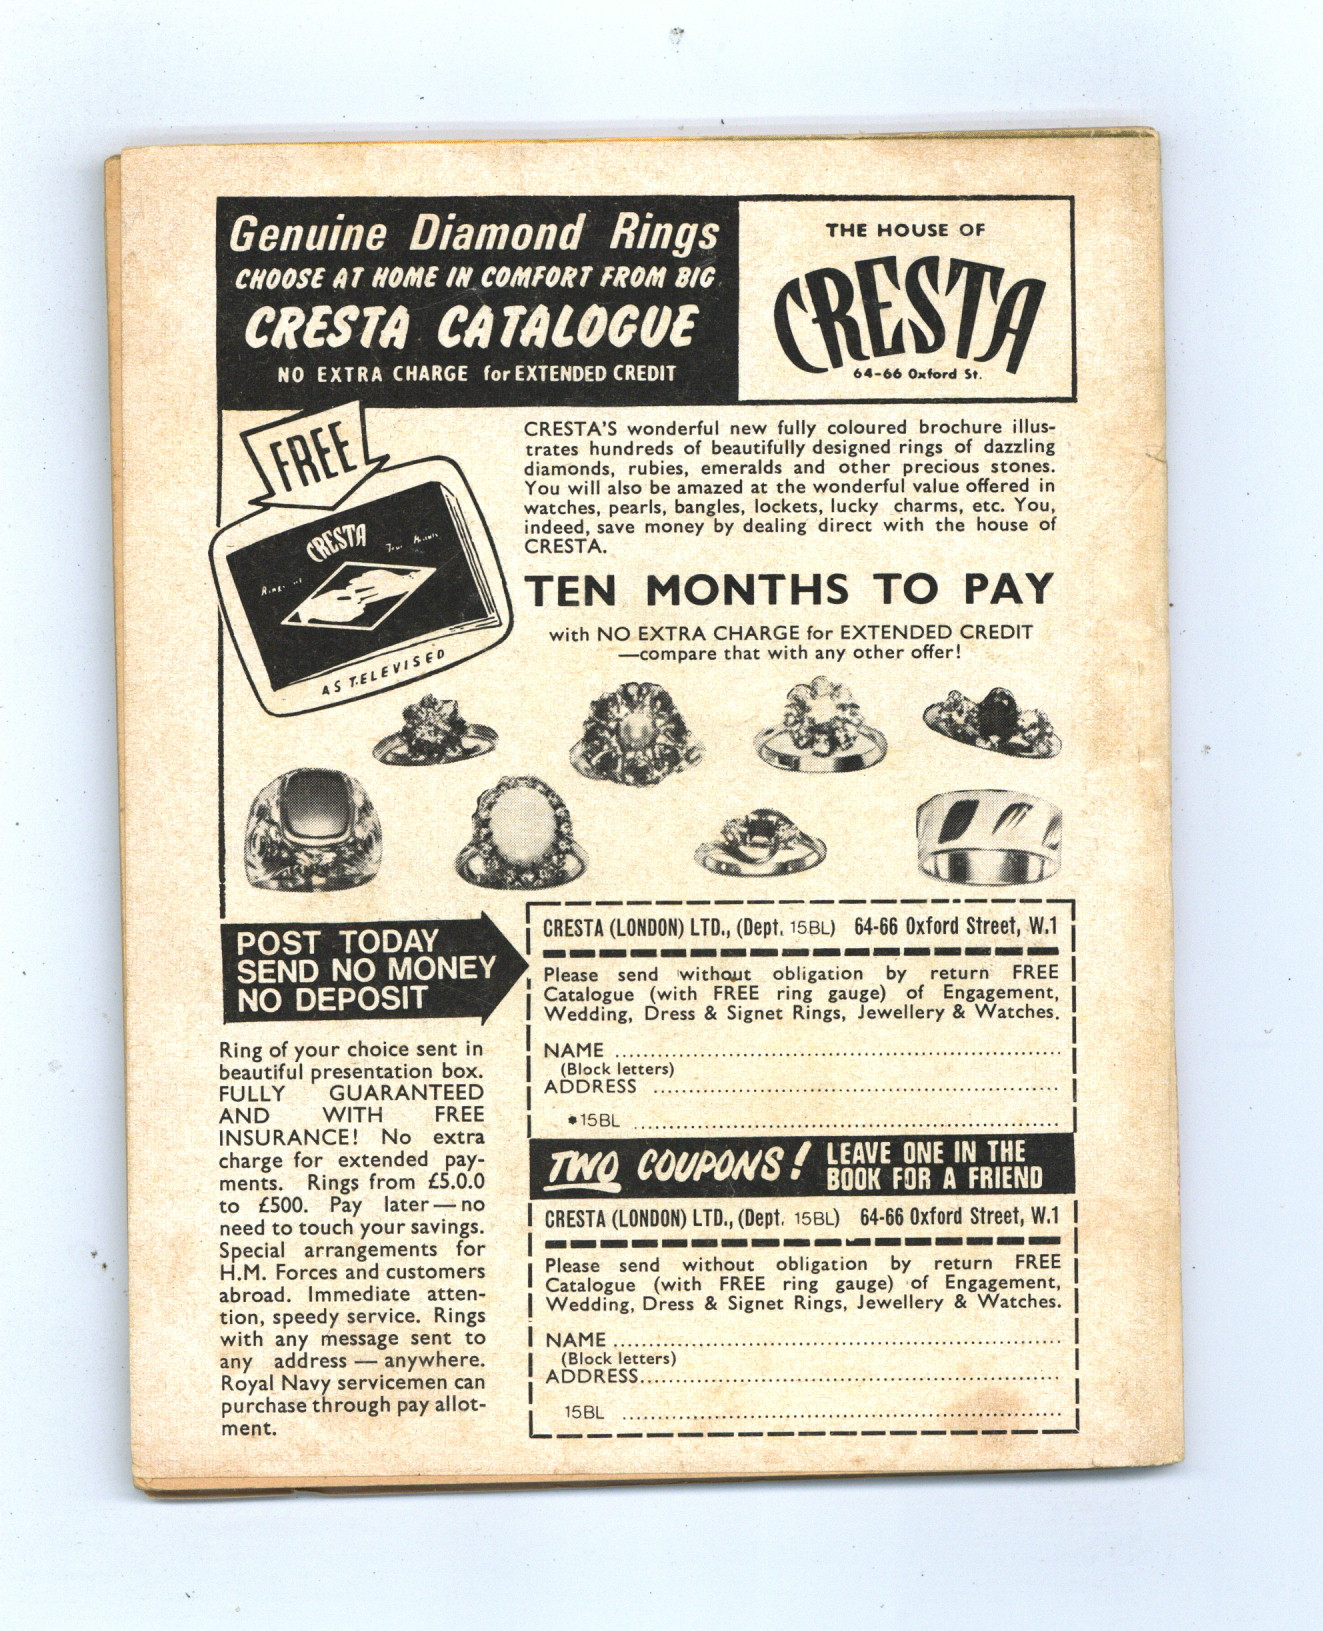 Genuine Diamond Rings
CHOOSE AT HOME IN COMFORT FROM BIG
CRESTA CATALOGUE
NO EXTRA CHARGE for EXTENDED CREDIT
THE HOUSE OF
CRESTA
64-66 Oxford St.
FREE
CRESTA
AS TELEVISED
CRESTA'S wonderful new fully coloured brochure illus-
trates hundreds of beautifully designed rings of dazzling
diamonds, rubies, emeralds and other precious stones.
You will also be amazed at the wonderful value offered in
watches, pearls, bangles, lockets, lucky charms, etc. You,
indeed, save money by dealing direct with the house of
CRESTA.
TEN MONTHS TO PAY
with NO EXTRA CHARGE for EXTENDED CREDIT
—compare that with any other offer!
POST TODAY
SEND NO MONEY
NO DEPOSIT
Ring of your choice sent in
beautiful presentation box.
FULLY GUARANTEED
AND WITH FREE
INSURANCE! No extra
charge for extended pay-
ments. Rings from £5.0.0
to £500. Pay later—no
need to touch your savings.
Special arrangements for
H.M. Forces and customers
abroad. Immediate atten-
tion, speedy service. Rings
with any message sent to
any address — anywhere.
Royal Navy servicemen can
purchase through pay allot-
ment.
CRESTA (LONDON) LTD., (Dept. 15BL) 64-66 Oxford Street, W.1
Please send without obligation by return FREE
Catalogue (with FREE ring gauge) of Engagement,
Wedding, Dress & Signet Rings, Jewellery & Watches.
NAME ..........................................................
(Block letters)
ADDRESS ..........................................................
*15BL ..........................................................
TWO COUPONS! LEAVE ONE IN THE
BOOK FOR A FRIEND
CRESTA (LONDON) LTD., (Dept. 15BL) 64-66 Oxford Street, W.1
Please send without obligation by return FREE
Catalogue (with FREE ring gauge) of Engagement,
Wedding, Dress & Signet Rings, Jewellery & Watches.
NAME ..........................................................
(Block letters)
ADDRESS..........................................................
15BL ..........................................................